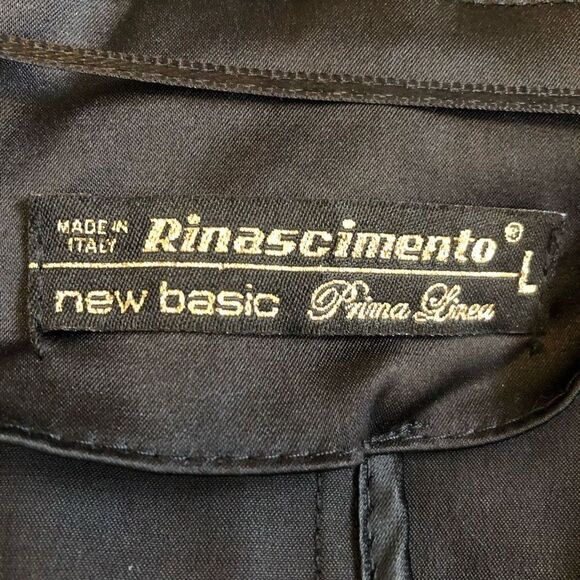 MADE IN ITALY Rinascimento®
L
new basic Prima Linea